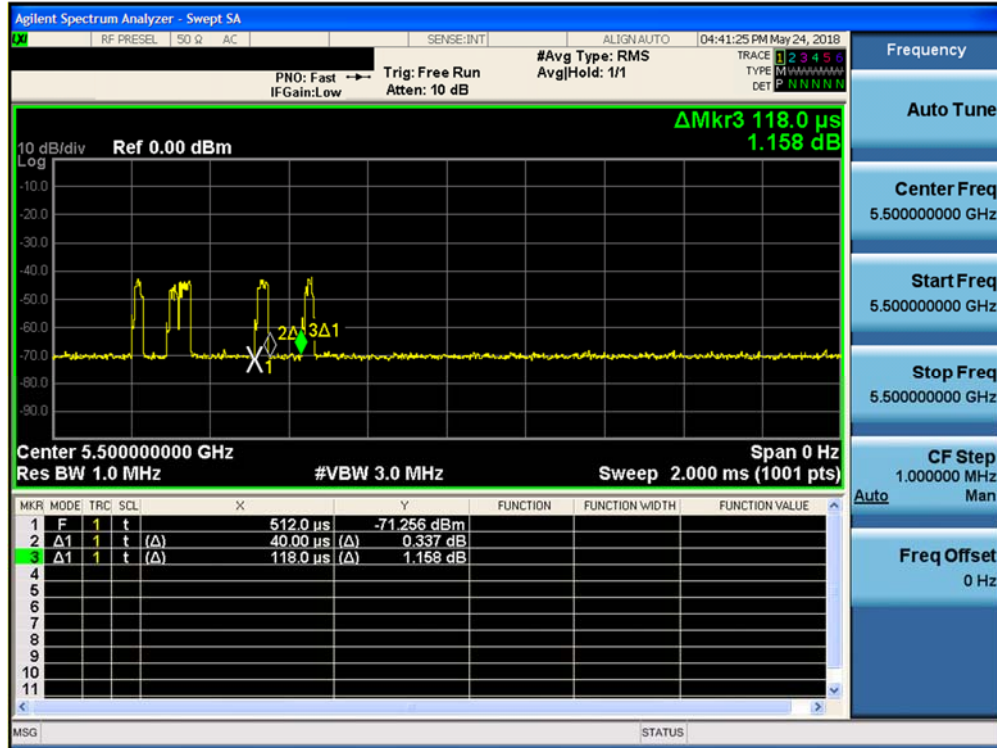 Agilent Spectrum Analyzer - Swept SA
LXI RF PRESEL 50 Ω AC SENSE:INT ALIGN AUTO 04:41:25 PM May 24, 2018
PNO: Fast Trig: Free Run #Avg Type: RMS TRACE 1 2 3 4 5 6
IFGain:Low Atten: 10 dB Avg|Hold: 1/1 TYPE M
DET P N N N N N
ΔMkr3 118.0 µs
1.158 dB
10 dB/div Ref 0.00 dBm
Log
-10.0
-20.0
-30.0
-40.0
-50.0
-60.0
-70.0
-80.0
-90.0
2Δ 3Δ1
1
Center 5.500000000 GHz Span 0 Hz
Res BW 1.0 MHz #VBW 3.0 MHz Sweep 2.000 ms (1001 pts)
MKR MODE TRC SCL X Y FUNCTION FUNCTION WIDTH FUNCTION VALUE
1 F 1 t 512.0 µs -71.256 dBm
2 Δ1 1 t (Δ) 40.00 µs (Δ) 0.337 dB
3 Δ1 1 t (Δ) 118.0 µs (Δ) 1.158 dB
4
5
6
7
8
9
10
11
MSG STATUS
Frequency
Auto Tune
Center Freq
5.500000000 GHz
Start Freq
5.500000000 GHz
Stop Freq
5.500000000 GHz
CF Step
1.000000 MHz
Auto Man
Freq Offset
0 Hz